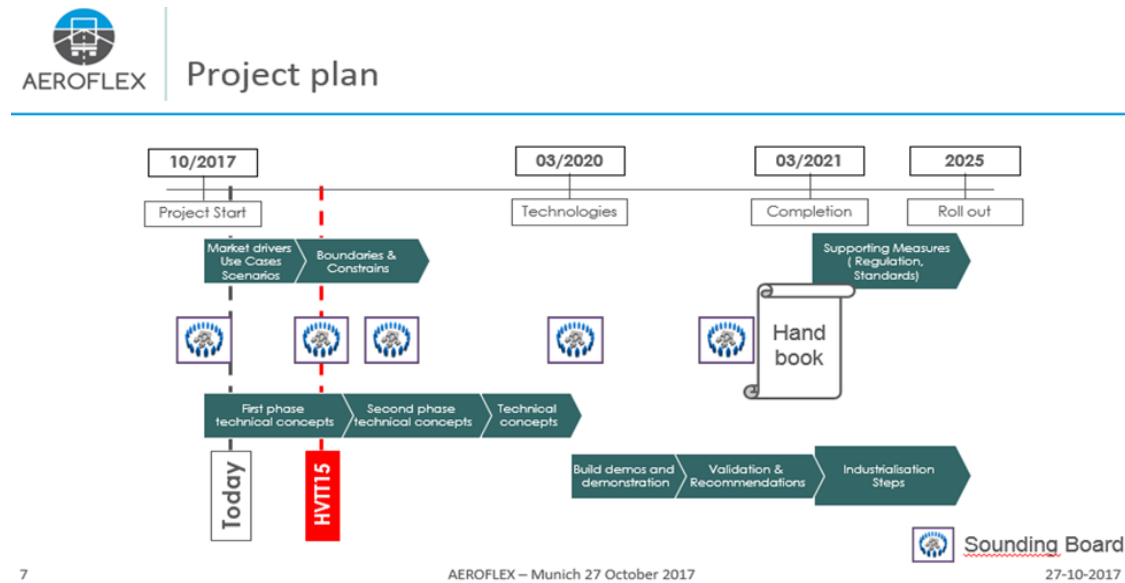 AEROFLEX
Project plan
10/2017
03/2020
03/2021
2025
Project Start
Technologies
Completion
Roll out
Market drivers
Use Cases
Scenarios
Boundaries &
Constrains
Supporting Measures
( Regulation,
Standards)
Hand
book
First phase
technical concepts
Second phase
technical concepts
Technical
concepts
Today
HVTT15
Build demos and
demonstration
Validation &
Recommendations
Industrialisation
Steps
Sounding Board
7
AEROFLEX – Munich 27 October 2017
27-10-2017